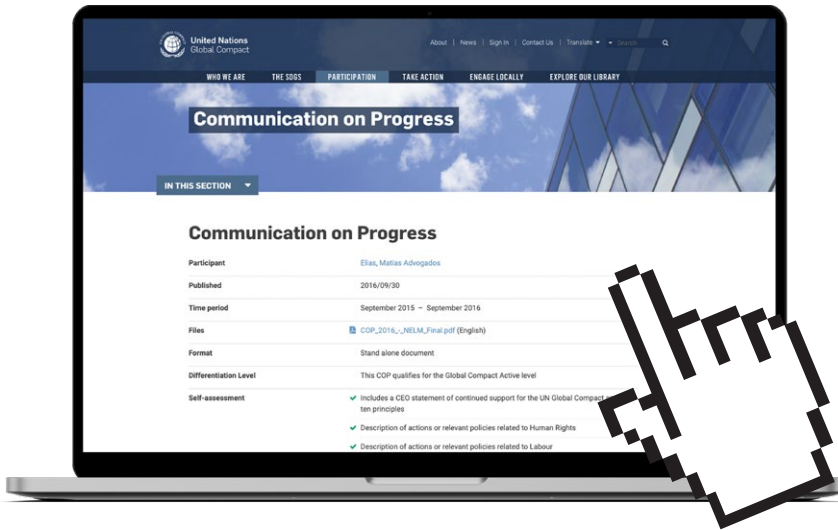 United Nations
Global Compact
About | News | Sign In | Contact Us | Translate Search
WHO WE ARE THE SDGS PARTICIPATION TAKE ACTION ENGAGE LOCALLY EXPLORE OUR LIBRARY
Communication on Progress
IN THIS SECTION
Communication on Progress
Participant Elias, Matias Advogados
Published 2016/09/30
Time period September 2015 – September 2016
Files COP_2016_-_NELM_Final.pdf (English)
Format Stand alone document
Differentiation Level This COP qualifies for the Global Compact Active level
Self-assessment Includes a CEO statement of continued support for the UN Global Compact
ten principles
Description of actions or relevant policies related to Human Rights
Description of actions or relevant policies related to Labour